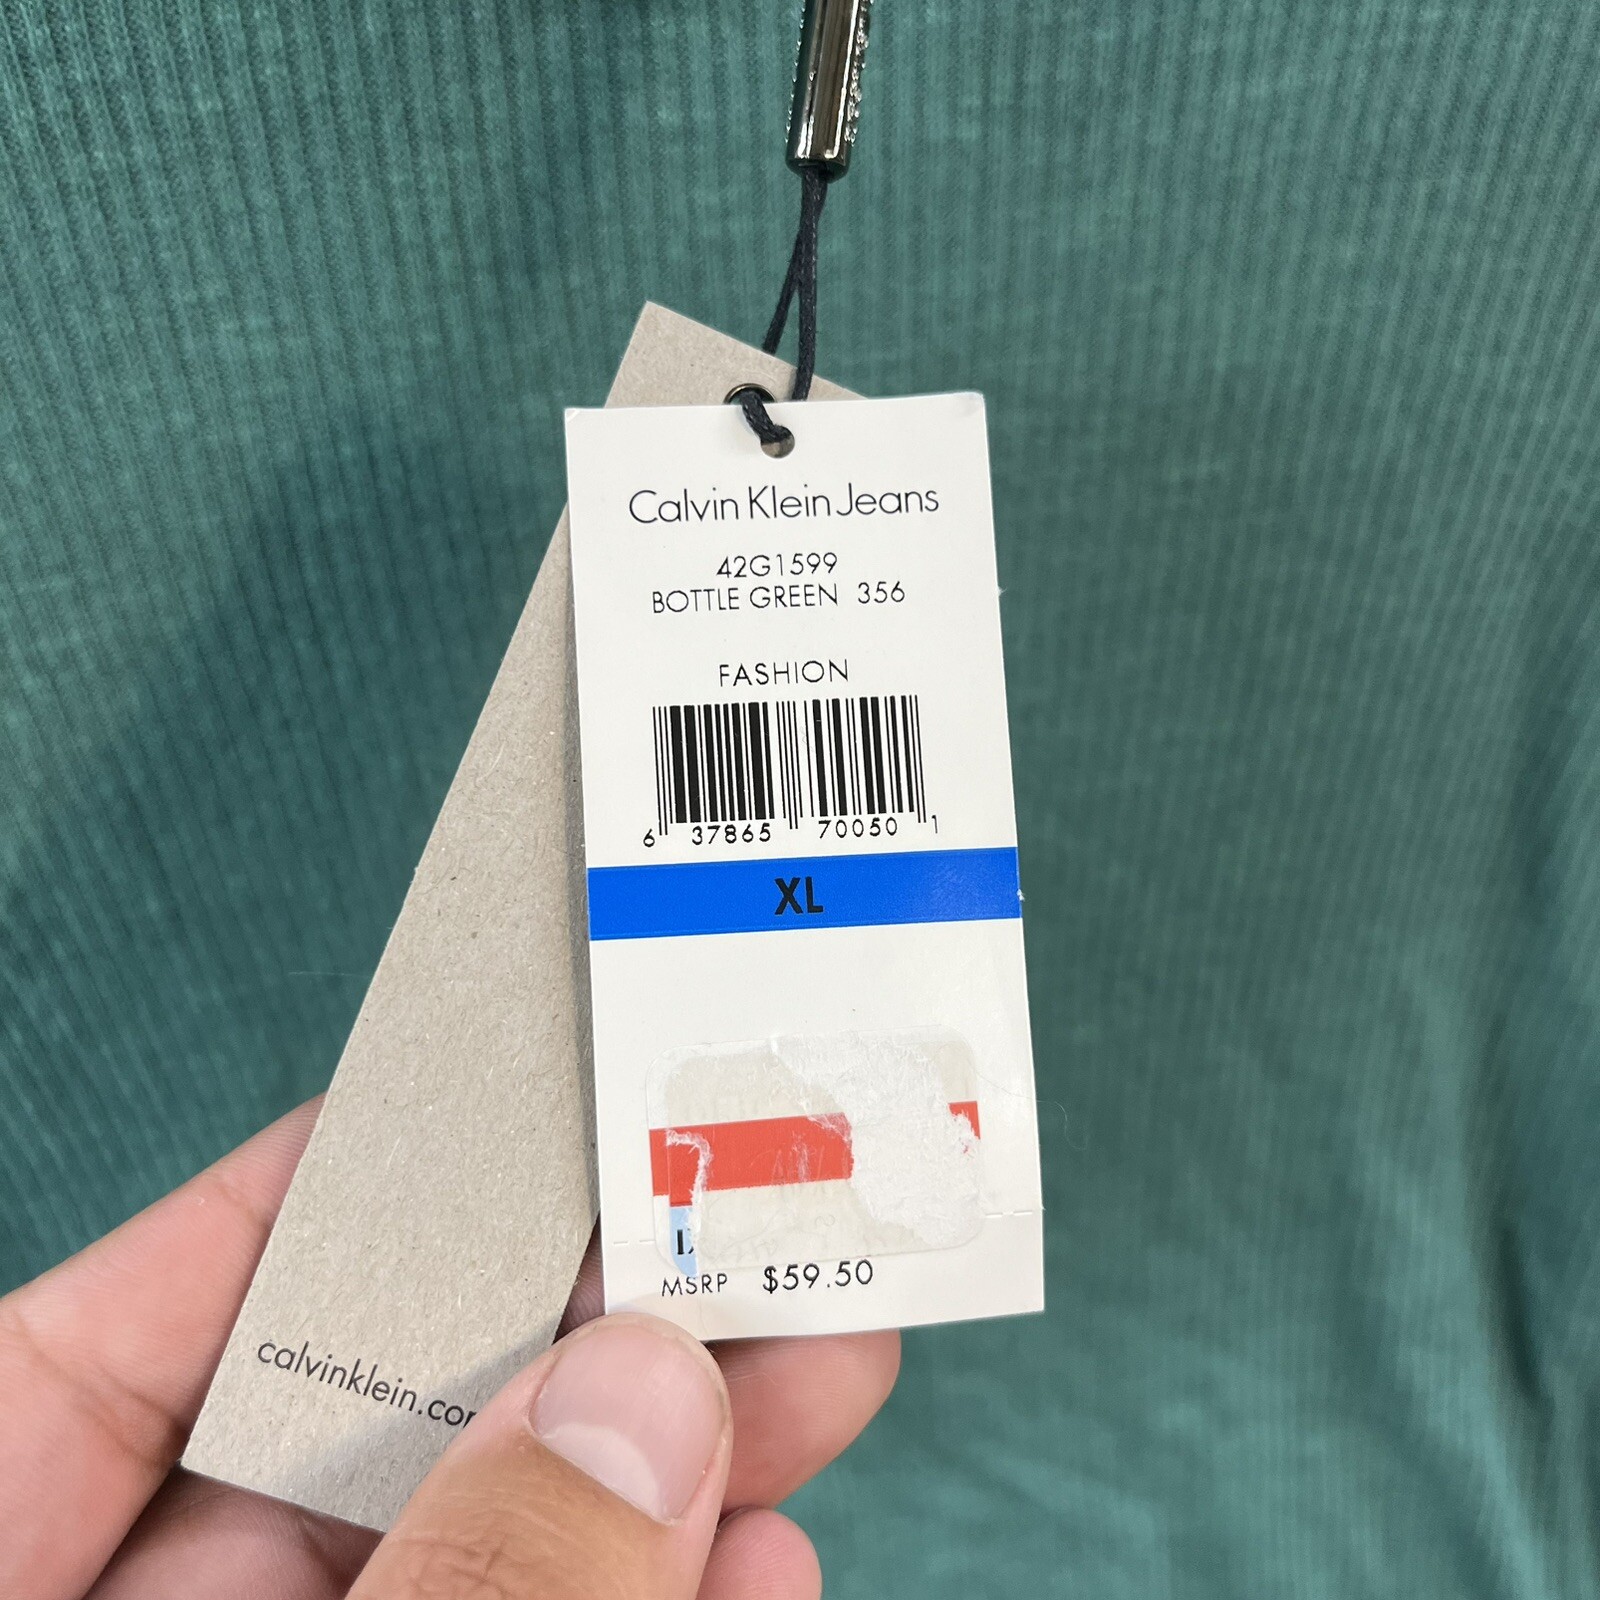 Calvin Klein Jeans
42G1599
BOTTLE GREEN 356
FASHION
6 37865 70050 1
XL
MSRP $59.50
calvinklein.co